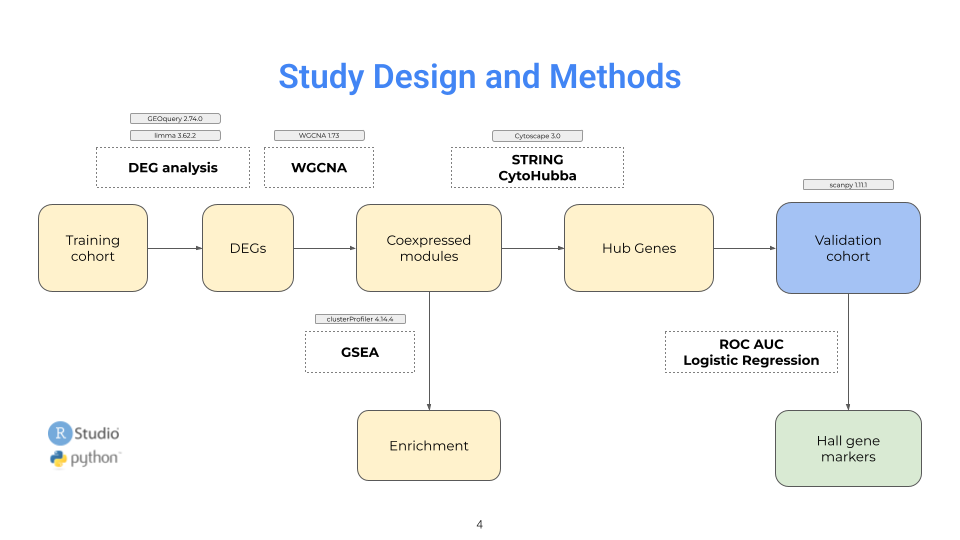 Study Design and Methods
GEOquery 2.74.0
limma 3.62.2
DEG analysis
WGCNA 1.73
WGCNA
Cytoscape 3.0
STRING
CytoHubba
scanpy 1.11.1
Training
cohort
DEGs
Coexpressed
modules
Hub Genes
Validation
cohort
clusterProfiler 4.14.4
GSEA
ROC AUC
Logistic Regression
R Studio
python
Enrichment
Hall gene
markers
4